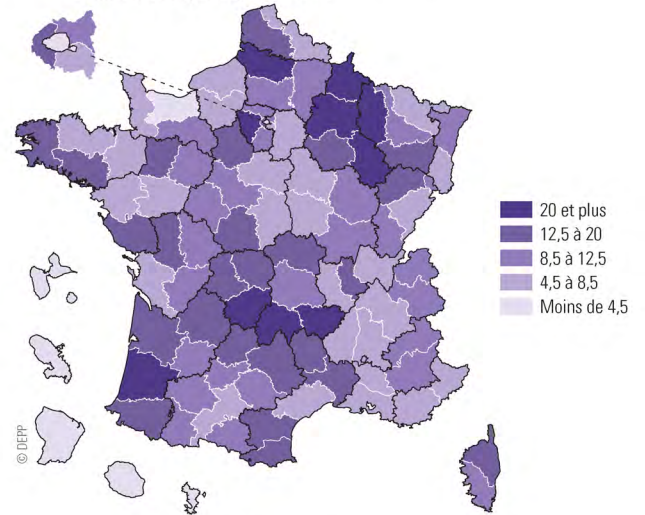 20 et plus
12,5 à 20
8,5 à 12,5
4,5 à 8,5
Moins de 4,5
© DEPP